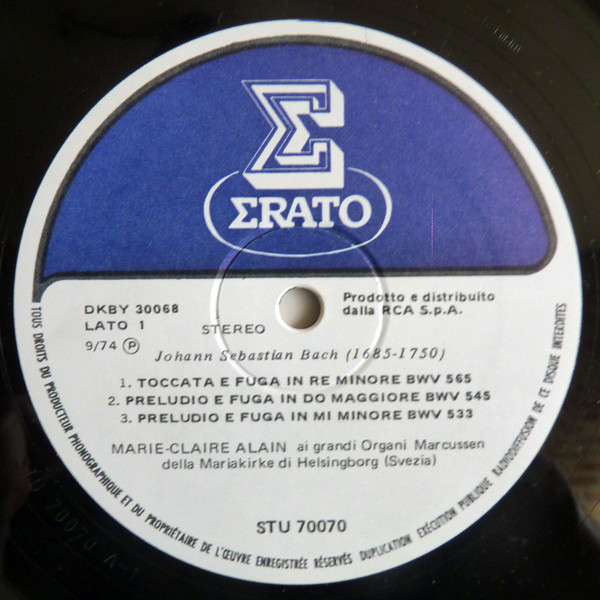 ΣRATO
DKBY 30068
LATO 1
9/74 Ⓟ
STEREO
Prodotto e distribuito
dalla RCA S.p.A.
Johann Sebastian Bach (1685-1750)
1. TOCCATA E FUGA IN RE MINORE BWV 565
2. PRELUDIO E FUGA IN DO MAGGIORE BWV 545
3. PRELUDIO E FUGA IN MI MINORE BWV 533
MARIE-CLAIRE ALAIN ai grandi Organi Marcussen
della Mariakirke di Helsingborg (Svezia)
STU 70070
TOUS DROITS DU PRODUCTEUR PHONOGRAPHIQUE ET DU PROPRIÉTAIRE DE L'ŒUVRE ENREGISTRÉE RÉSERVÉS DUPLICATION EXÉCUTION PUBLIQUE RADIODIFFUSION DE CE DISQUE INTERDITES